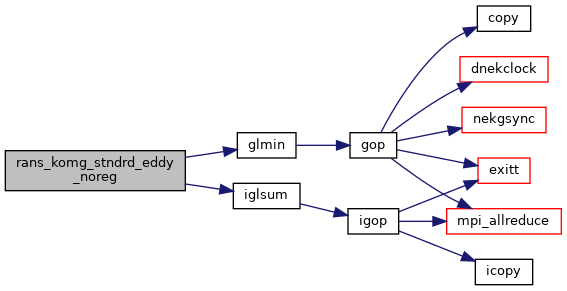 rans_komg_stndrd_eddy
_noreg
glmin
iglsum
gop
igop
copy
dnekclock
nekgsync
exitt
mpi_allreduce
icopy